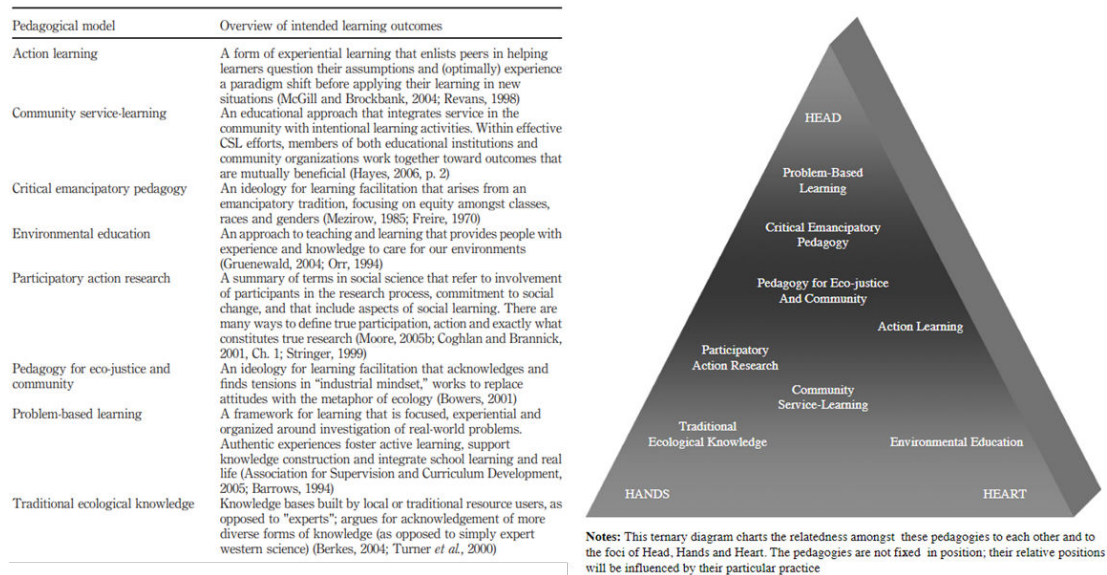 Pedagogical model Overview of intended learning outcomes
Action learning A form of experiential learning that enlists peers in helping
learners question their assumptions and (optimally) experience
a paradigm shift before applying their learning in new
situations (McGill and Brockbank, 2004; Revans, 1998)
Community service-learning An educational approach that integrates service in the
community with intentional learning activities. Within effective
CSL efforts, members of both educational institutions and
community organizations work together toward outcomes that
are mutually beneficial (Hayes, 2006, p. 2)
Critical emancipatory pedagogy An ideology for learning facilitation that arises from an
emancipatory tradition, focusing on equity amongst classes,
races and genders (Mezirow, 1985; Freire, 1970)
Environmental education An approach to teaching and learning that provides people with
experience and knowledge to care for our environments
(Gruenewald, 2004; Orr, 1994)
Participatory action research A summary of terms in social science that refer to involvement
of participants in the research process, commitment to social
change, and that include aspects of social learning. There are
many ways to define true participation, action and exactly what
constitutes true research (Moore, 2005b; Coghlan and Brannick,
2001, Ch. 1; Stringer, 1999)
Pedagogy for eco-justice and An ideology for learning facilitation that acknowledges and
community finds tensions in “industrial mindset,” works to replace
attitudes with the metaphor of ecology (Bowers, 2001)
Problem-based learning A framework for learning that is focused, experiential and
organized around investigation of real-world problems.
Authentic experiences foster active learning, support
knowledge construction and integrate school learning and real
life (Association for Supervision and Curriculum Development,
2005; Barrows, 1994)
Traditional ecological knowledge Knowledge bases built by local or traditional resource users, as
opposed to "experts"; argues for acknowledgement of more
diverse forms of knowledge (as opposed to simply expert
western science) (Berkes, 2004; Turner et al., 2000)
HEAD
Problem-Based
Learning
Critical Emancipatory
Pedagogy
Pedagogy for Eco-justice
And Community
Action Learning
Participatory
Action Research
Community
Service-Learning
Traditional
Ecological Knowledge
Environmental Education
HANDS
HEART
Notes: This ternary diagram charts the relatedness amongst these pedagogies to each other and to
the foci of Head, Hands and Heart. The pedagogies are not fixed in position; their relative positions
will be influenced by their particular practice